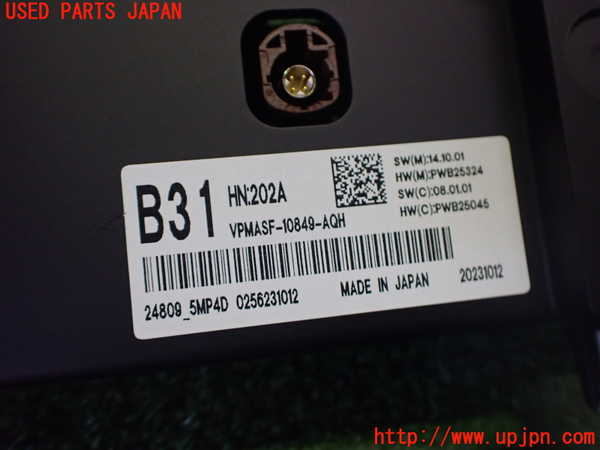 USED PARTS JAPAN
B31
HN:202A
VPMASF-10849-AQH
SW(M):14.10.01
HW(M):PWB25324
SW(C):08.01.01
HW(C):PWB25045
24809_5MP4D 0256231012
MADE IN JAPAN
20231012
http://www.upjpn.com/